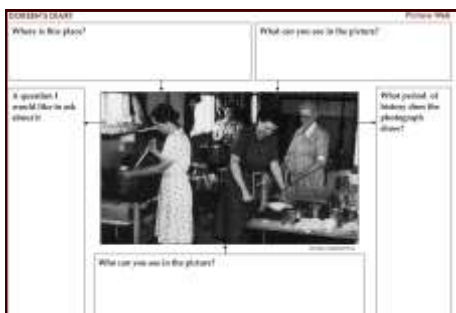 DOREEN'S DIARY
Picture Web
Where is this place?
What can you see in the picture?
A question I
would like to ask
about it
What period of
history does the
photograph
show?
Who can you see in the picture?